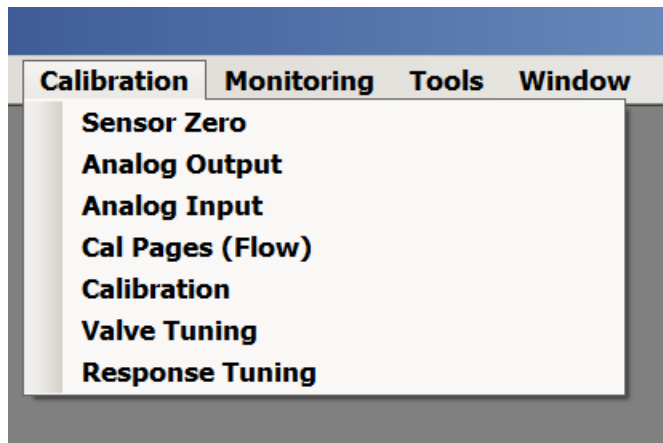 Calibration Monitoring Tools Window
Sensor Zero
Analog Output
Analog Input
Cal Pages (Flow)
Calibration
Valve Tuning
Response Tuning